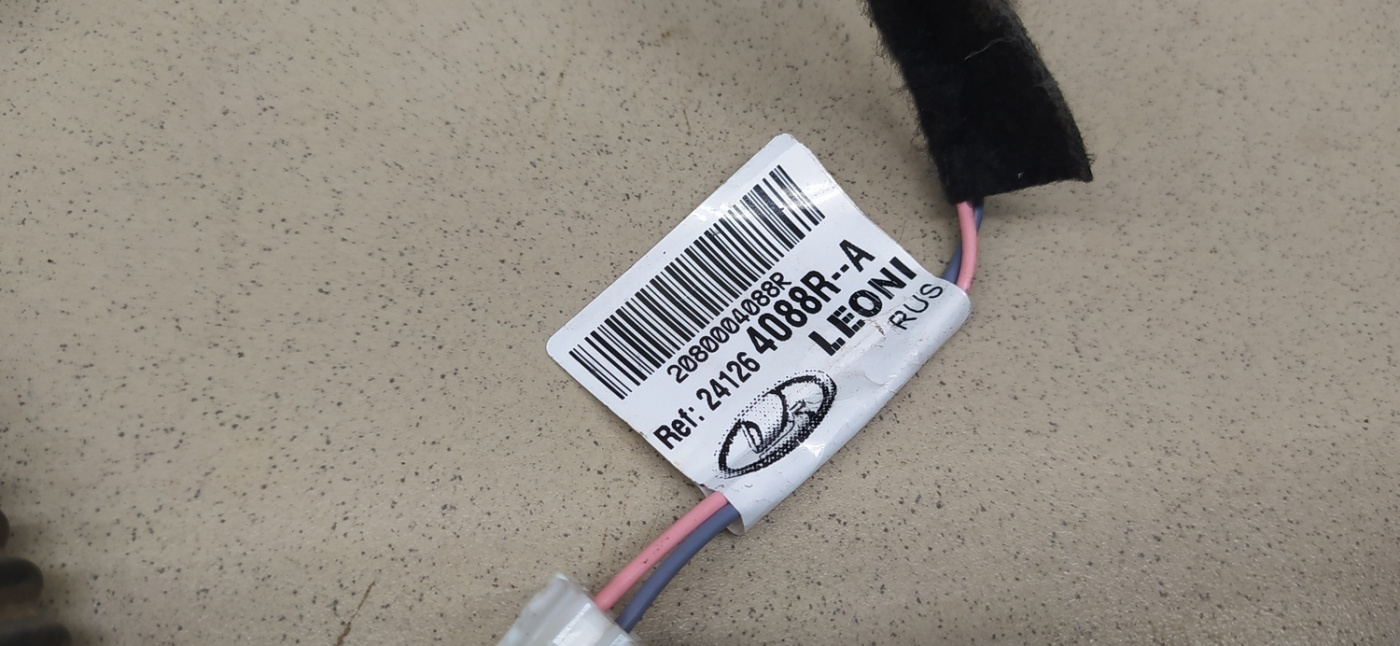 2080004088R
Ref: 24126 4088R--A
LEONI
RUS